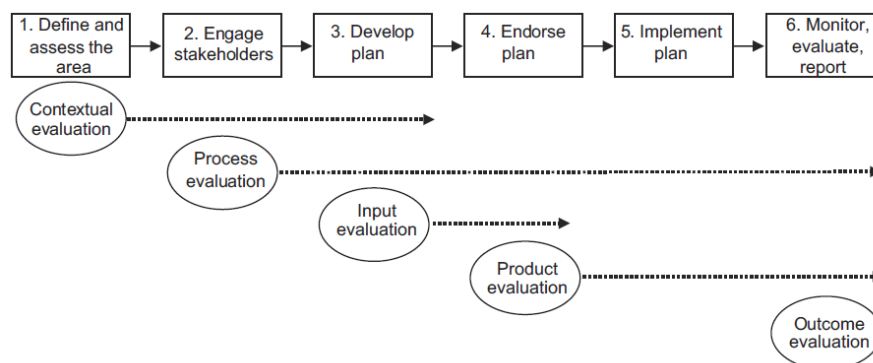 1. Define and
assess the
area
2. Engage
stakeholders
3. Develop
plan
4. Endorse
plan
5. Implement
plan
6. Monitor,
evaluate,
report
Contextual
evaluation
Process
evaluation
Input
evaluation
Product
evaluation
Outcome
evaluation